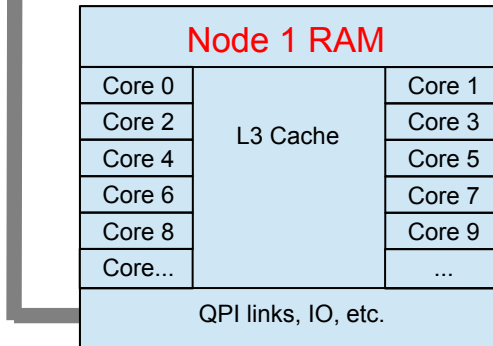 Node 1 RAM
Core 0
Core 1
Core 2
Core 3
L3 Cache
Core 4
Core 5
Core 6
Core 7
Core 8
Core 9
Core...
...
QPI links, IO, etc.